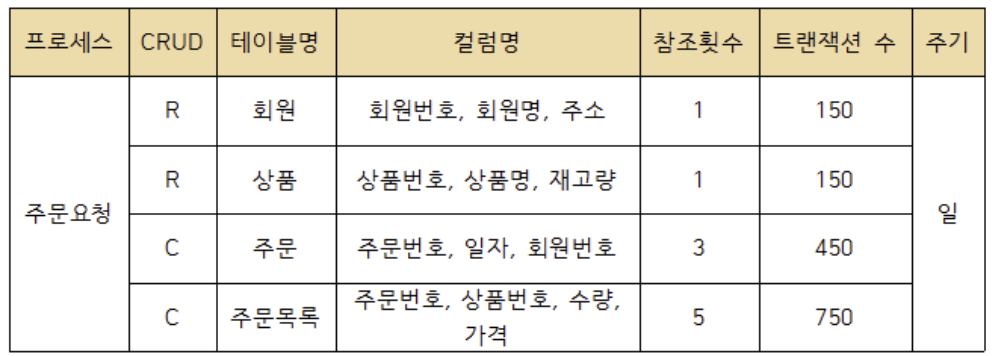 프로세스 CRUD 테이블명 컬럼명 참조횟수 트랜잭션 수 주기
주문요청
R 회원 회원번호, 회원명, 주소 1 150
R 상품 상품번호, 상품명, 재고량 1 150
C 주문 주문번호, 일자, 회원번호 3 450
C 주문목록 주문번호, 상품번호, 수량,
가격 5 750
일